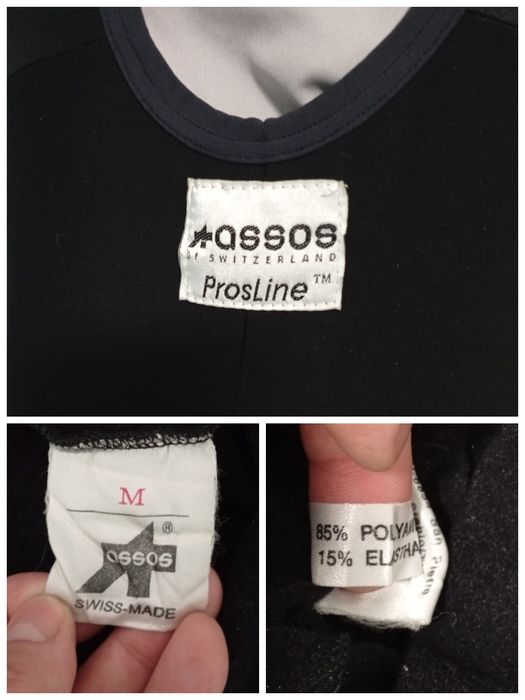 assos
OF SWITZERLAND
ProsLine™
M
®
assos
SWISS-MADE
85% POLYAM
15% ELASTHA